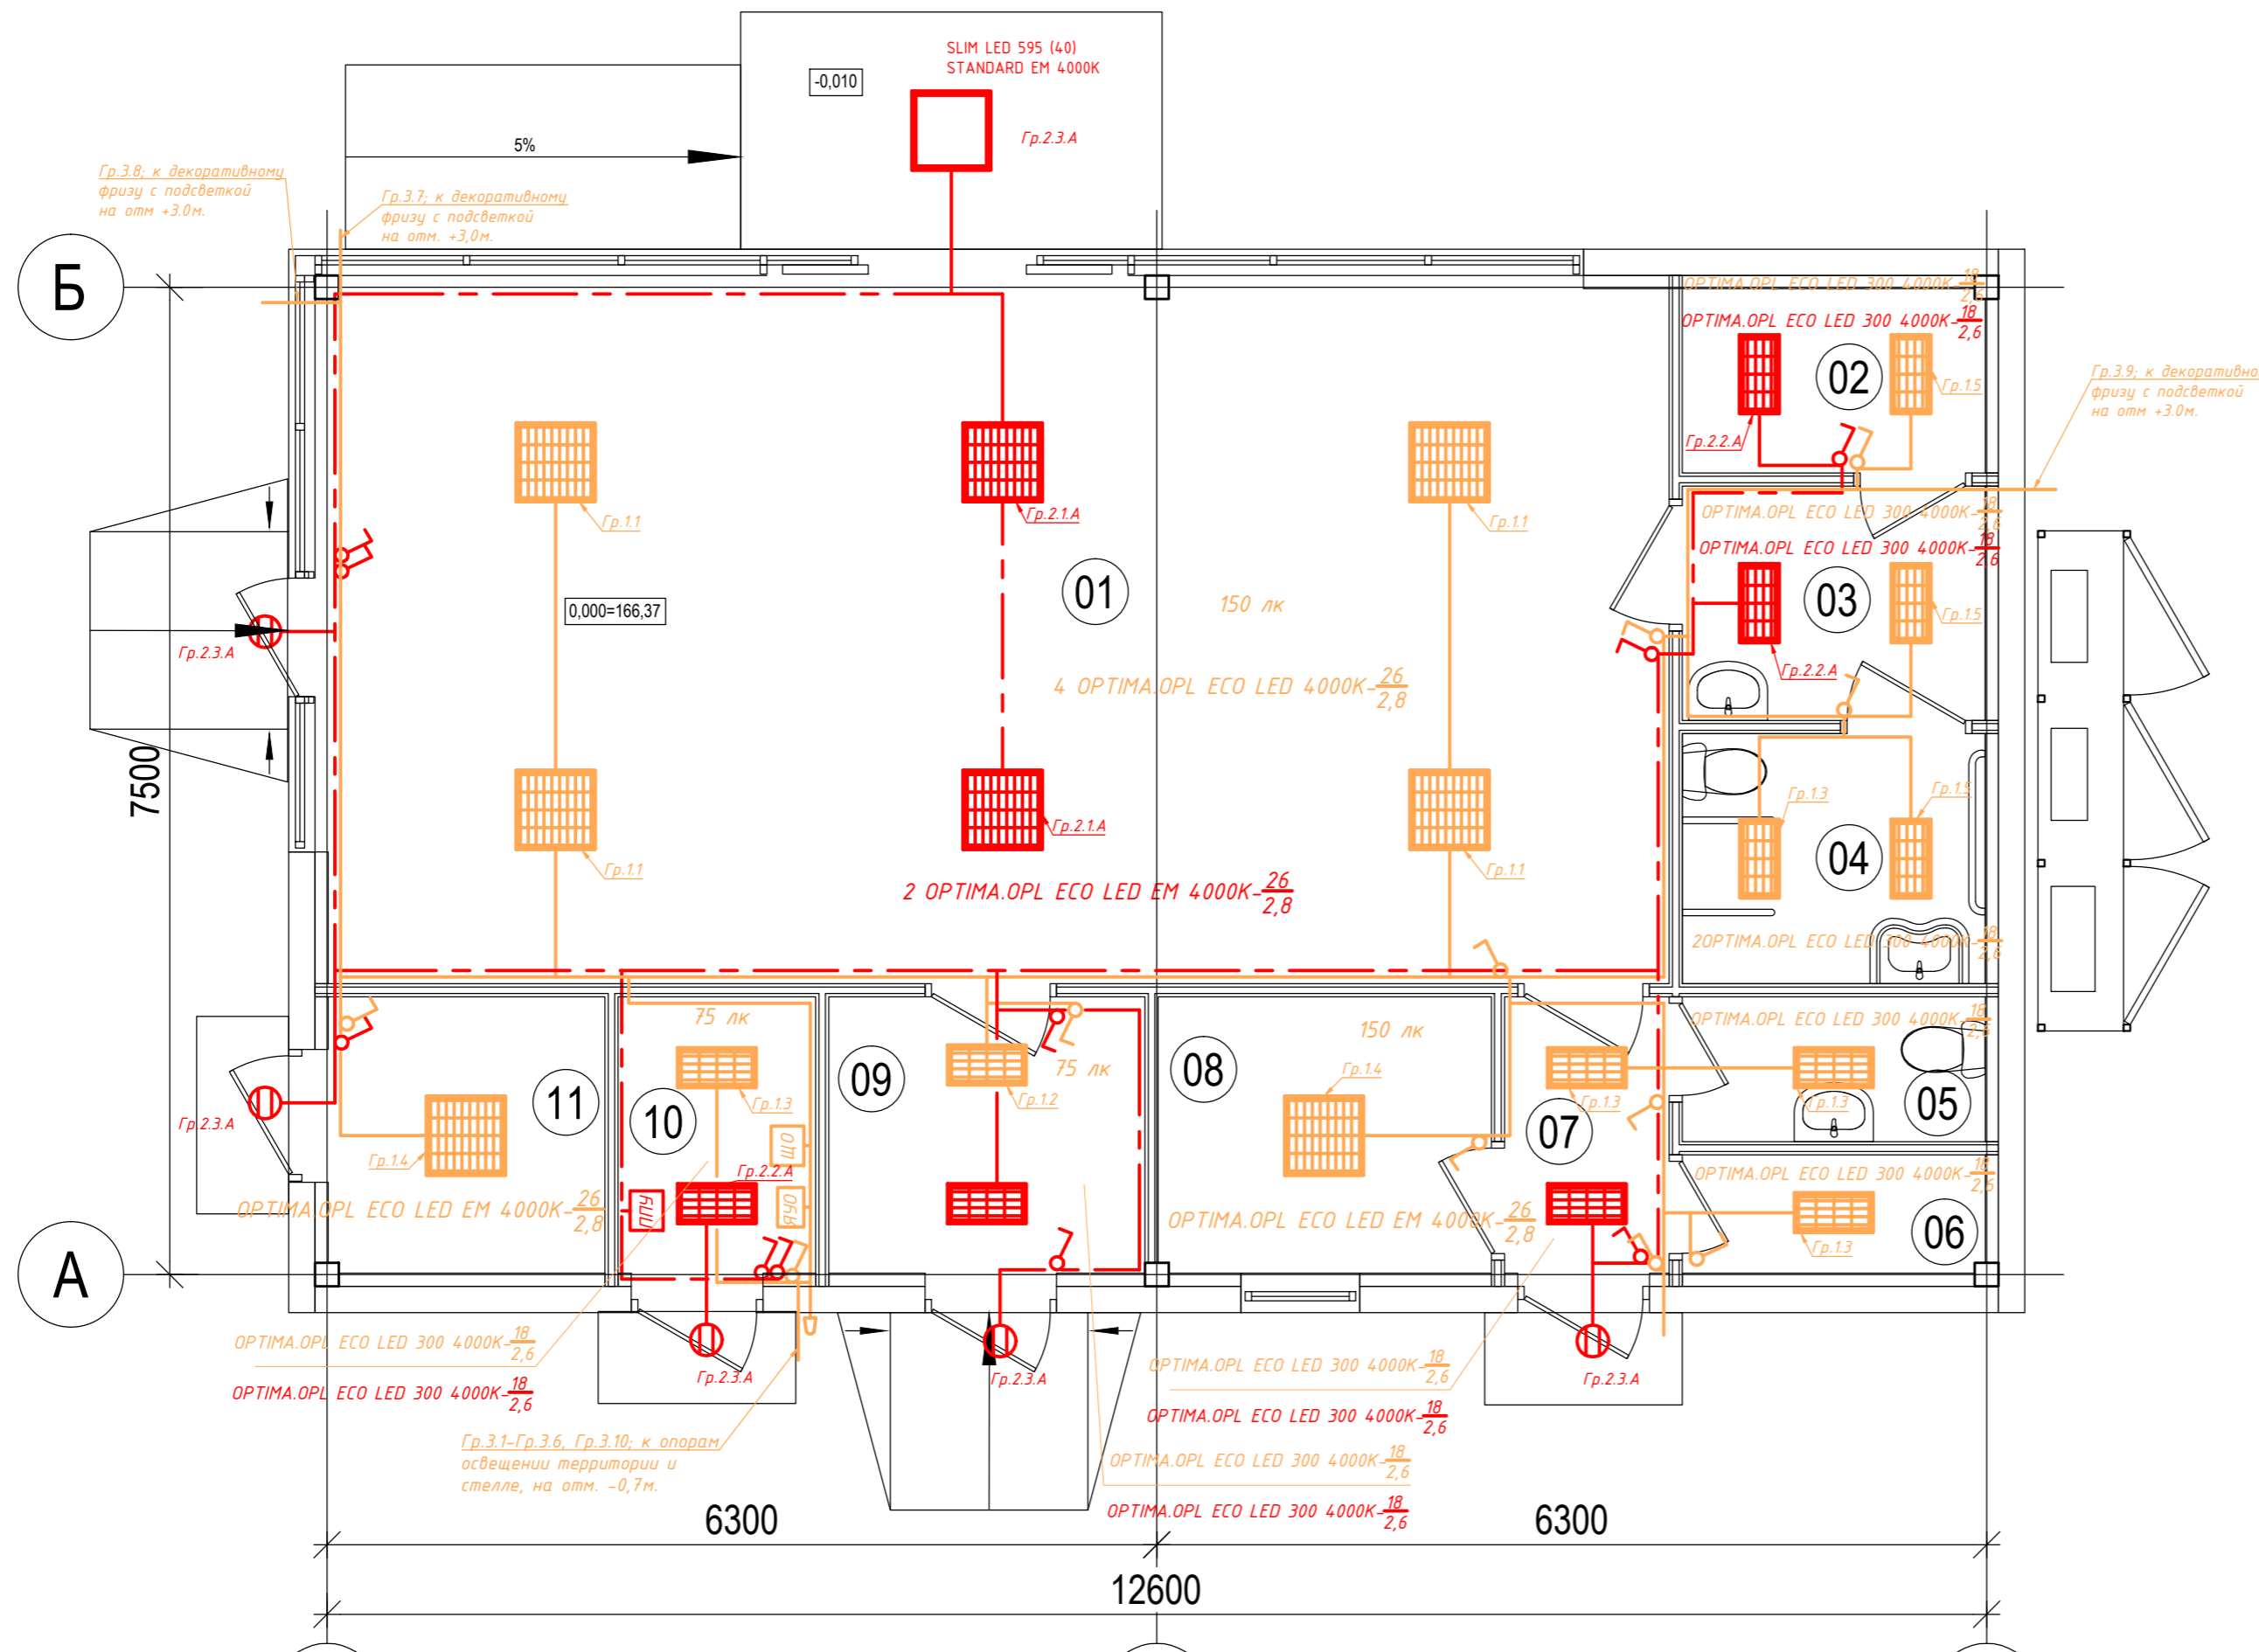 SLIM LED 595 (40)
STANDARD EM 4000K
-0,010
Гр.2.3.А
5%
Гр.3.8; к декоративному
фризу с подсветкой
на отм +3.0м.
Гр.3.7; к декоративному
фризу с подсветкой
на отм. +3,0м.
Б
OPTIMA.OPL ECO LED 300 4000K-18
2,6
OPTIMA.OPL ECO LED 300 4000K-18
2,6
02
Гр.1.5
Гр.2.2.А
Гр.3.9; к декоративно
фризу с подсветкой
на отм +3.0м.
Гр.1.1
Гр.2.1.А
Гр.1.1
OPTIMA.OPL ECO LED 300 4000K-18
2,6
OPTIMA.OPL ECO LED 300 4000K-18
2,6
01
0,000=166,37
150 лк
03
Гр.1.5
Гр.2.3.А
Гр.2.2.А
4 OPTIMA.OPL ECO LED 4000K-26
2,8
7500
Гр.1.3
Гр.1.5
Гр.1.1
Гр.2.1.А
Гр.1.1
04
2 OPTIMA.OPL ECO LED EM 4000K-26
2,8
2OPTIMA.OPL ECO LED 300 4000K-18
2,6
75 лк
150 лк
75 лк
OPTIMA.OPL ECO LED 300 4000K-18
2,6
11
10
09
08
07
05
Гр.1.3
Гр.1.2
Гр.1.4
Гр.1.3
Гр.1.3
Гр.2.3.А
Гр.1.4
ОЩ
Гр.2.2.А
ОЯУ
OPTIMA.OPL ECO LED 300 4000K-18
2,6
OPTIMA.OPL ECO LED EM 4000K-26
2,8
OPTIMA.OPL ECO LED EM 4000K-26
2,8
06
Гр.1.3
А
OPTIMA.OPL ECO LED 300 4000K-18
2,6
OPTIMA.OPL ECO LED 300 4000K-18
2,6
Гр.2.3.А
Гр.2.3.А
Гр.2.3.А
OPTIMA.OPL ECO LED 300 4000K-18
2,6
OPTIMA.OPL ECO LED 300 4000K-18
2,6
Гр.3.1-Гр.3.6, Гр.3.10; к опорам
освещении территории и
стелле, на отм. -0,7м.
OPTIMA.OPL ECO LED 300 4000K-18
2,6
OPTIMA.OPL ECO LED 300 4000K-18
2,6
6300
6300
12600